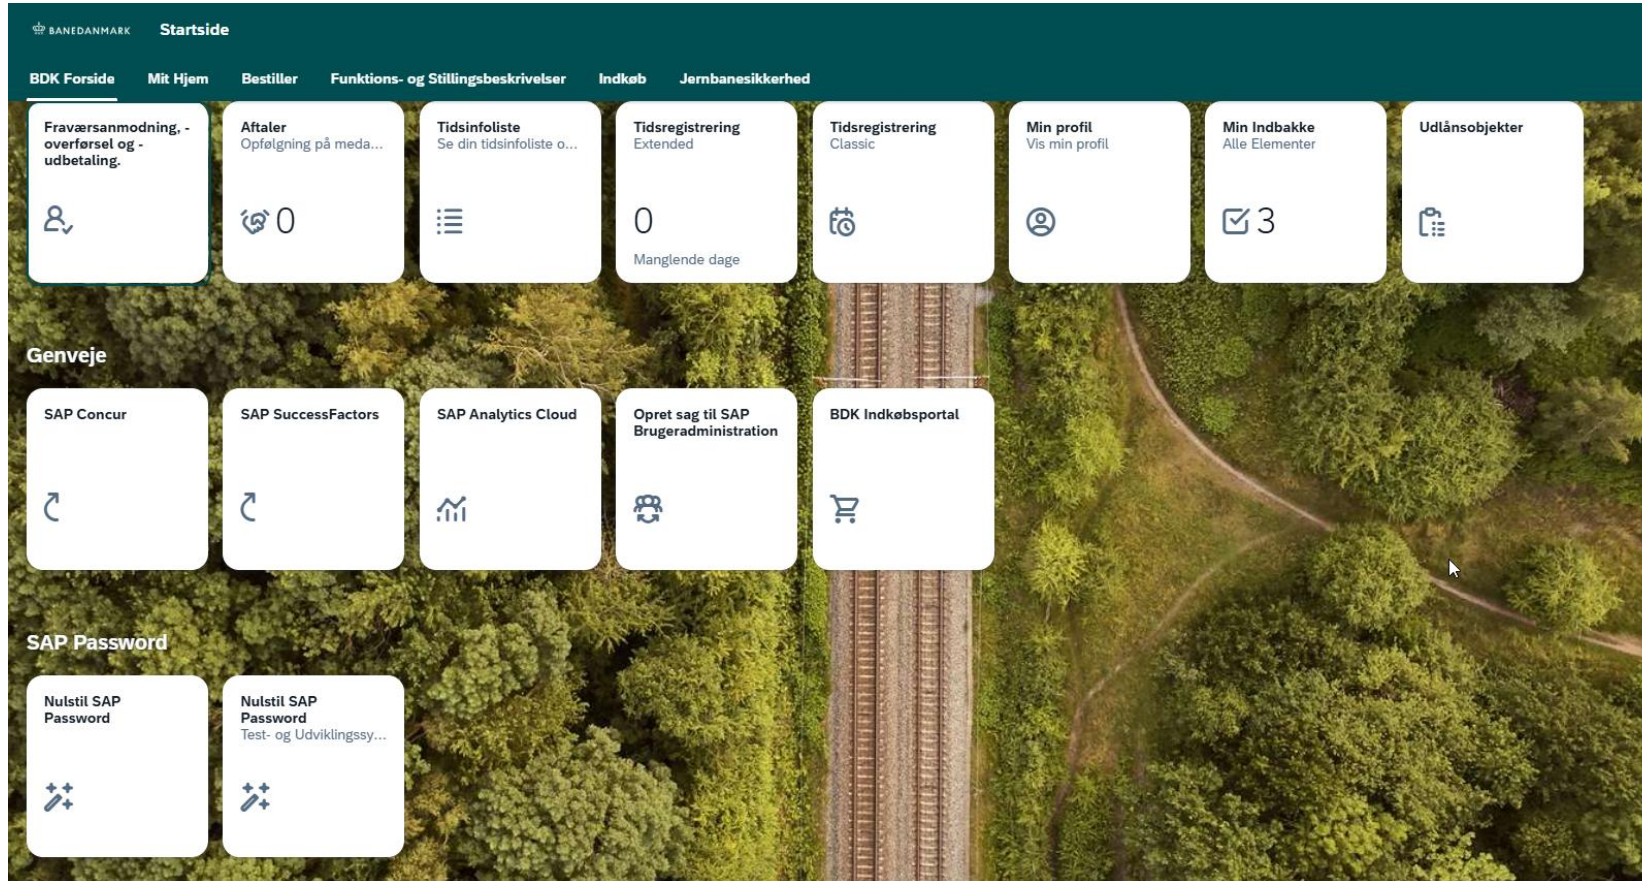 BANEDANMARK Startside
BDK Forside Mit Hjem Bestiller Funktions- og Stillingsbeskrivelser Indkøb Jernbanesikkerhed
Fraværsanmodning, -
overførsel og -
udbetaling.
Aftaler
Opfølgning på meda...
0
Tidsinfoliste
Se din tidsinfoliste o...
Tidsregistrering
Extended
0
Manglende dage
Tidsregistrering
Classic
Min profil
Vis min profil
Min Indbakke
Alle Elementer
3
Udlånsobjekter
Genveje
SAP Concur
SAP SuccessFactors
SAP Analytics Cloud
Opret sag til SAP
Brugeradministration
BDK Indkøbsportal
SAP Password
Nulstil SAP
Password
Nulstil SAP
Password
Test- og Udviklingssy...